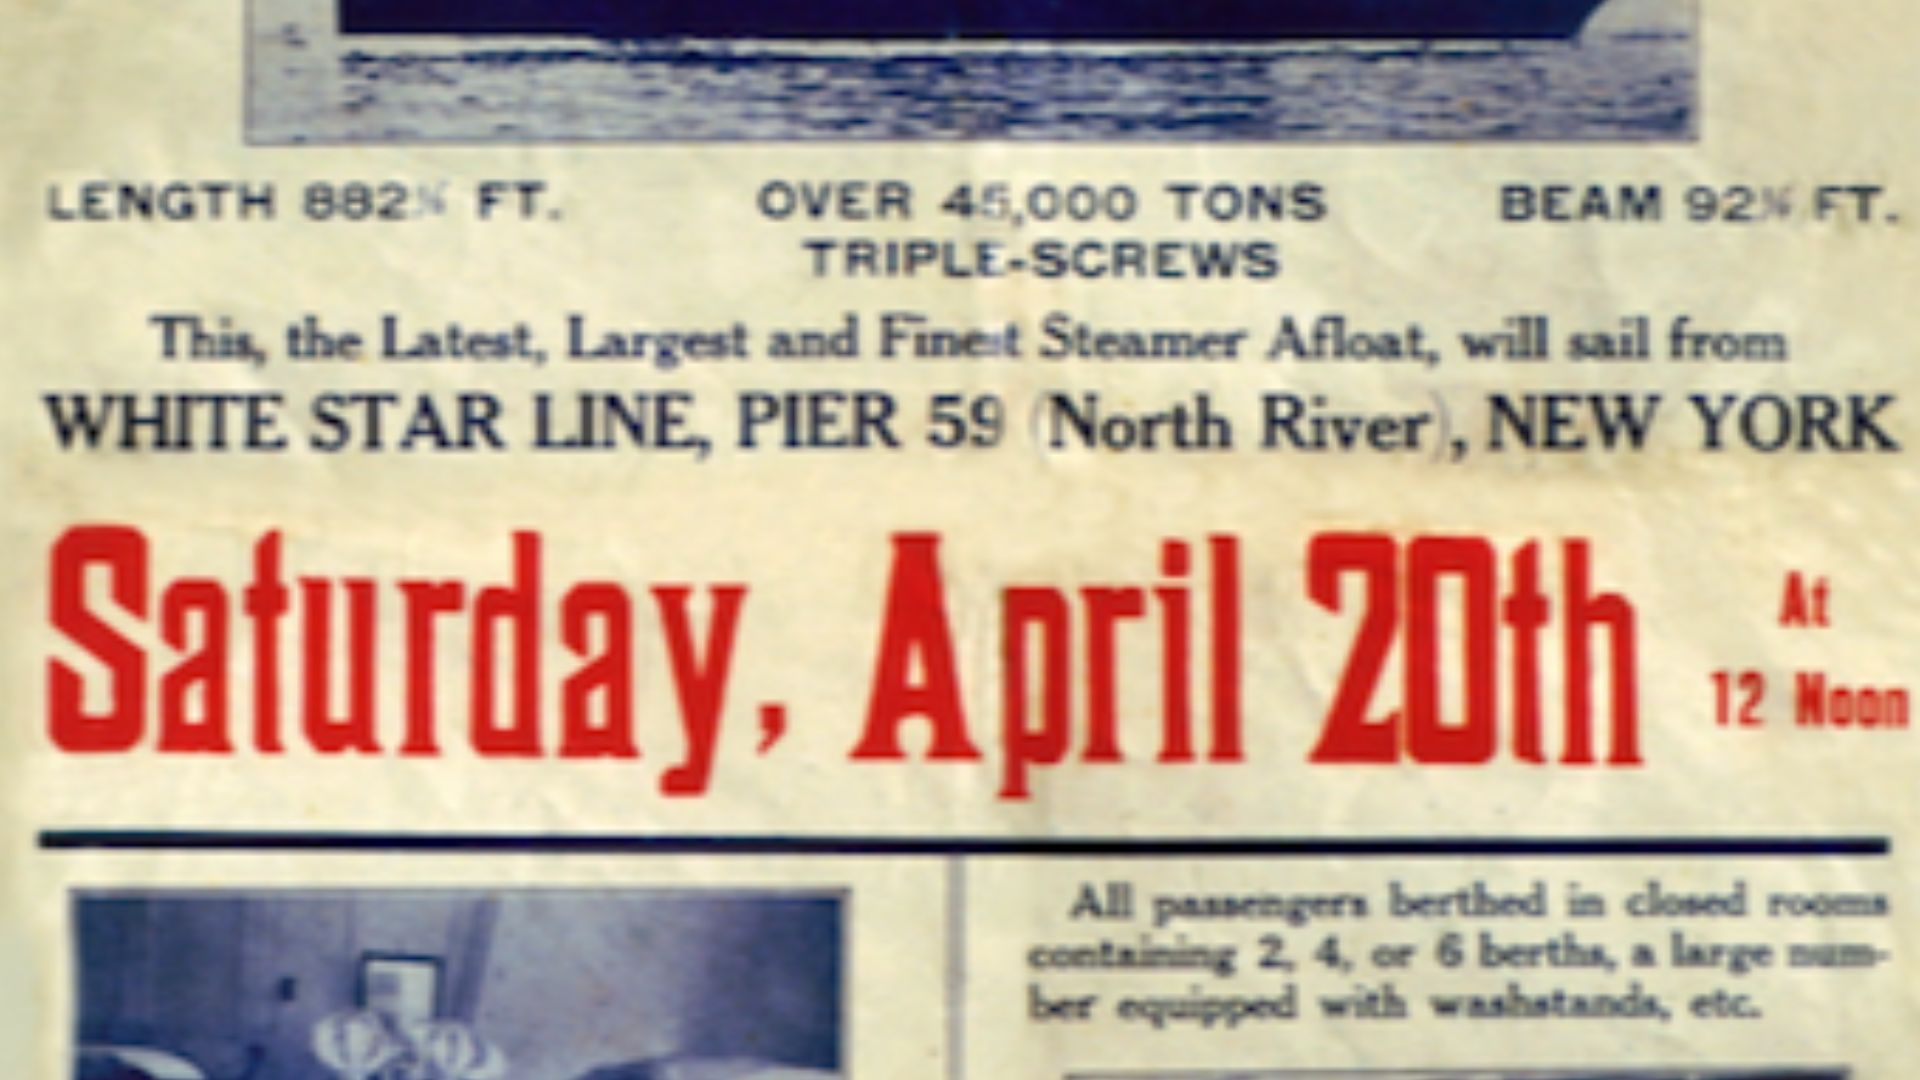 LENGTH 882¾ FT. OVER 45,000 TONS BEAM 92½ FT.
TRIPLE-SCREWS
This, the Latest, Largest and Finest Steamer Afloat, will sail from
WHITE STAR LINE, PIER 59 (North River), NEW YORK
Saturday, April 20th
At
12 Noon
All passengers berthed in closed rooms
containing 2, 4, or 6 berths, a large num-
ber equipped with washstands, etc.